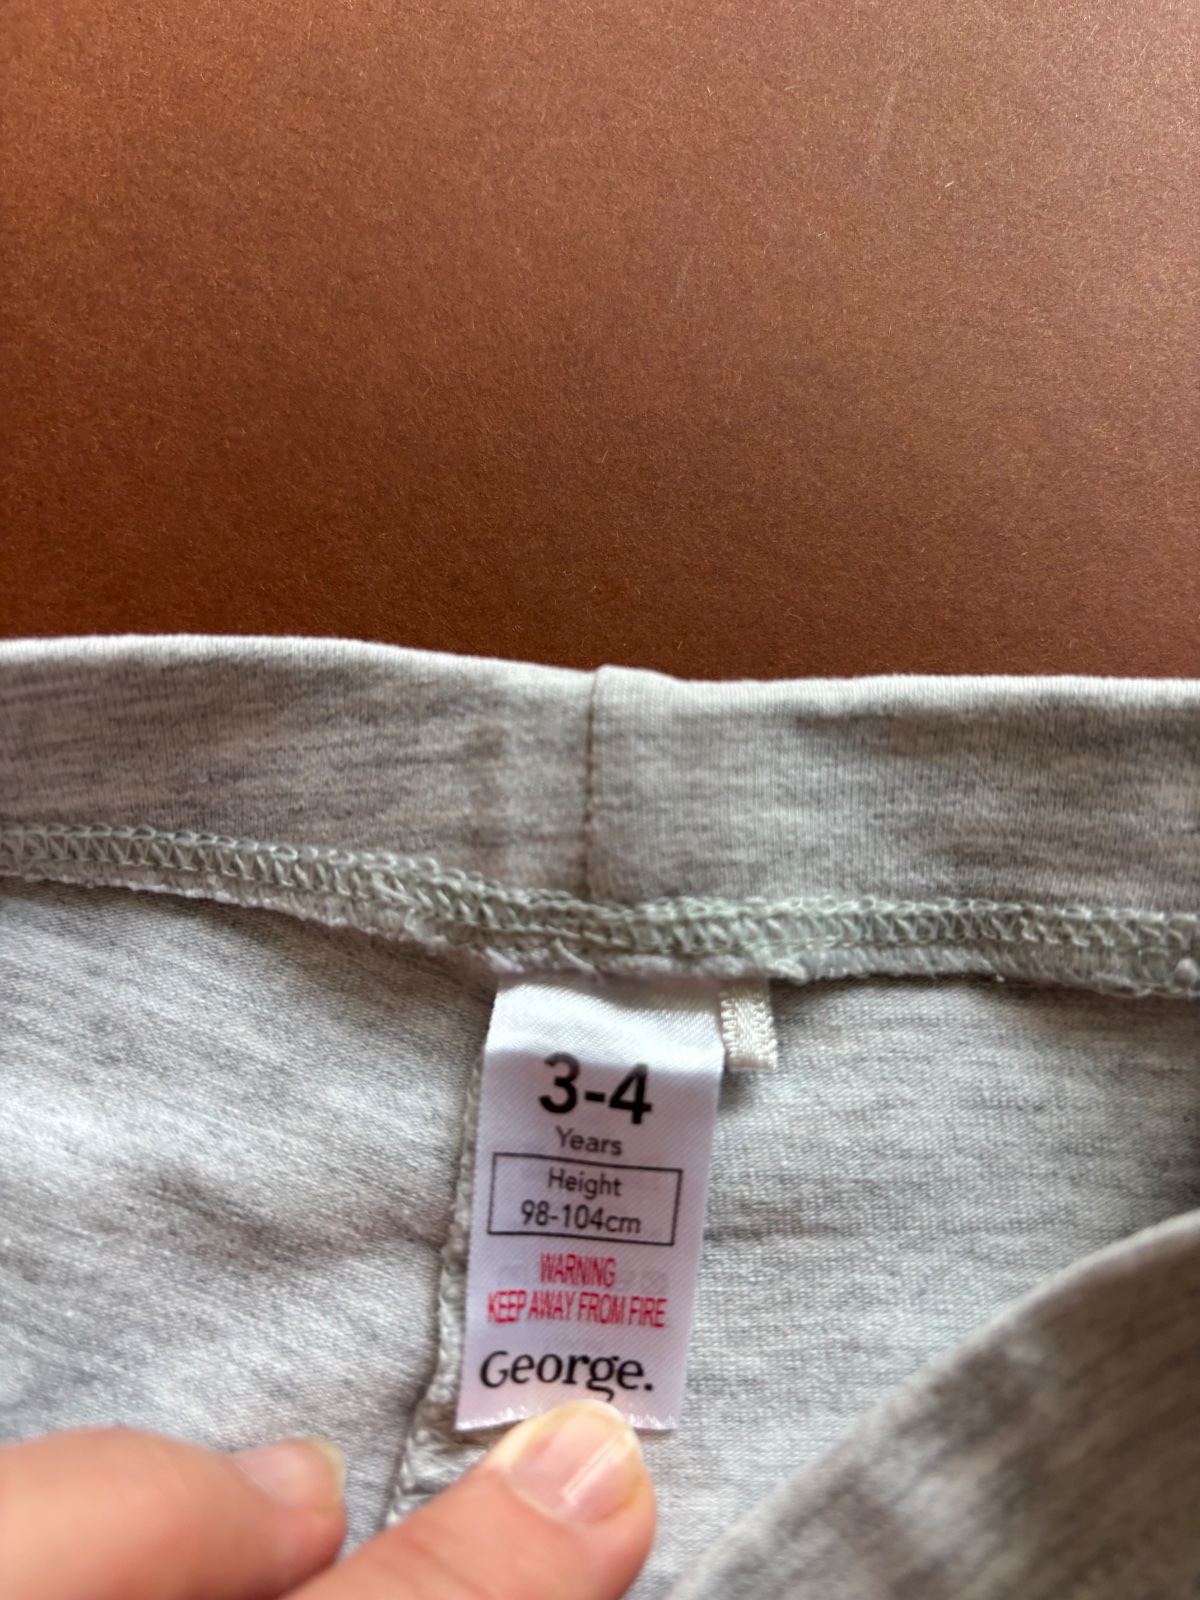 3-4
Years
Height
98-104cm
WARNING
KEEP AWAY FROM FIRE
George.